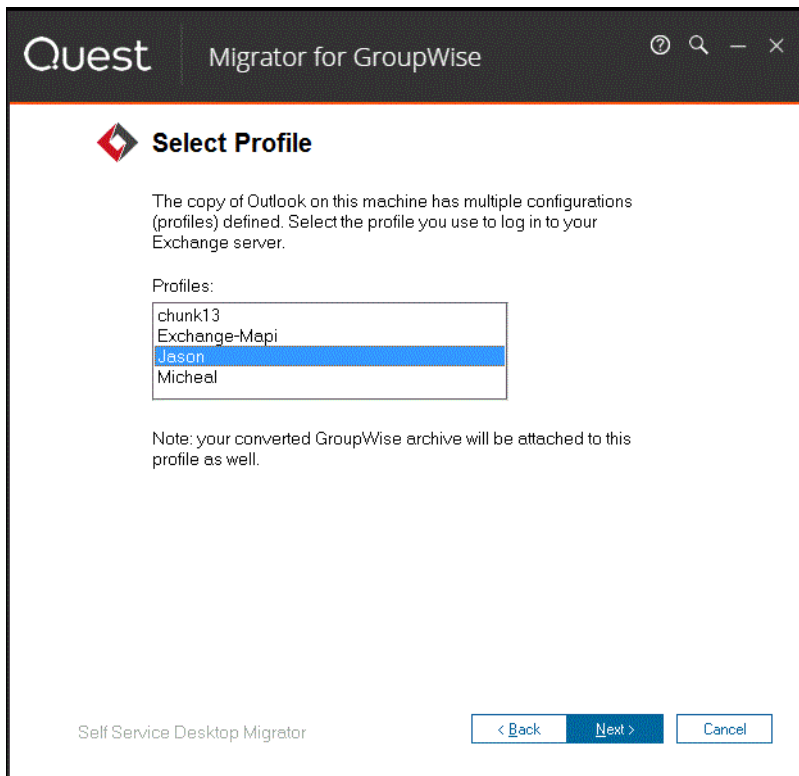 Quest Migrator for GroupWise
Select Profile
The copy of Outlook on this machine has multiple configurations
(profiles) defined. Select the profile you use to log in to your
Exchange server.
Profiles:
chunk13
Exchange-Mapi
Jason
Micheal
Note: your converted GroupWise archive will be attached to this
profile as well.
Self Service Desktop Migrator
< Back Next > Cancel